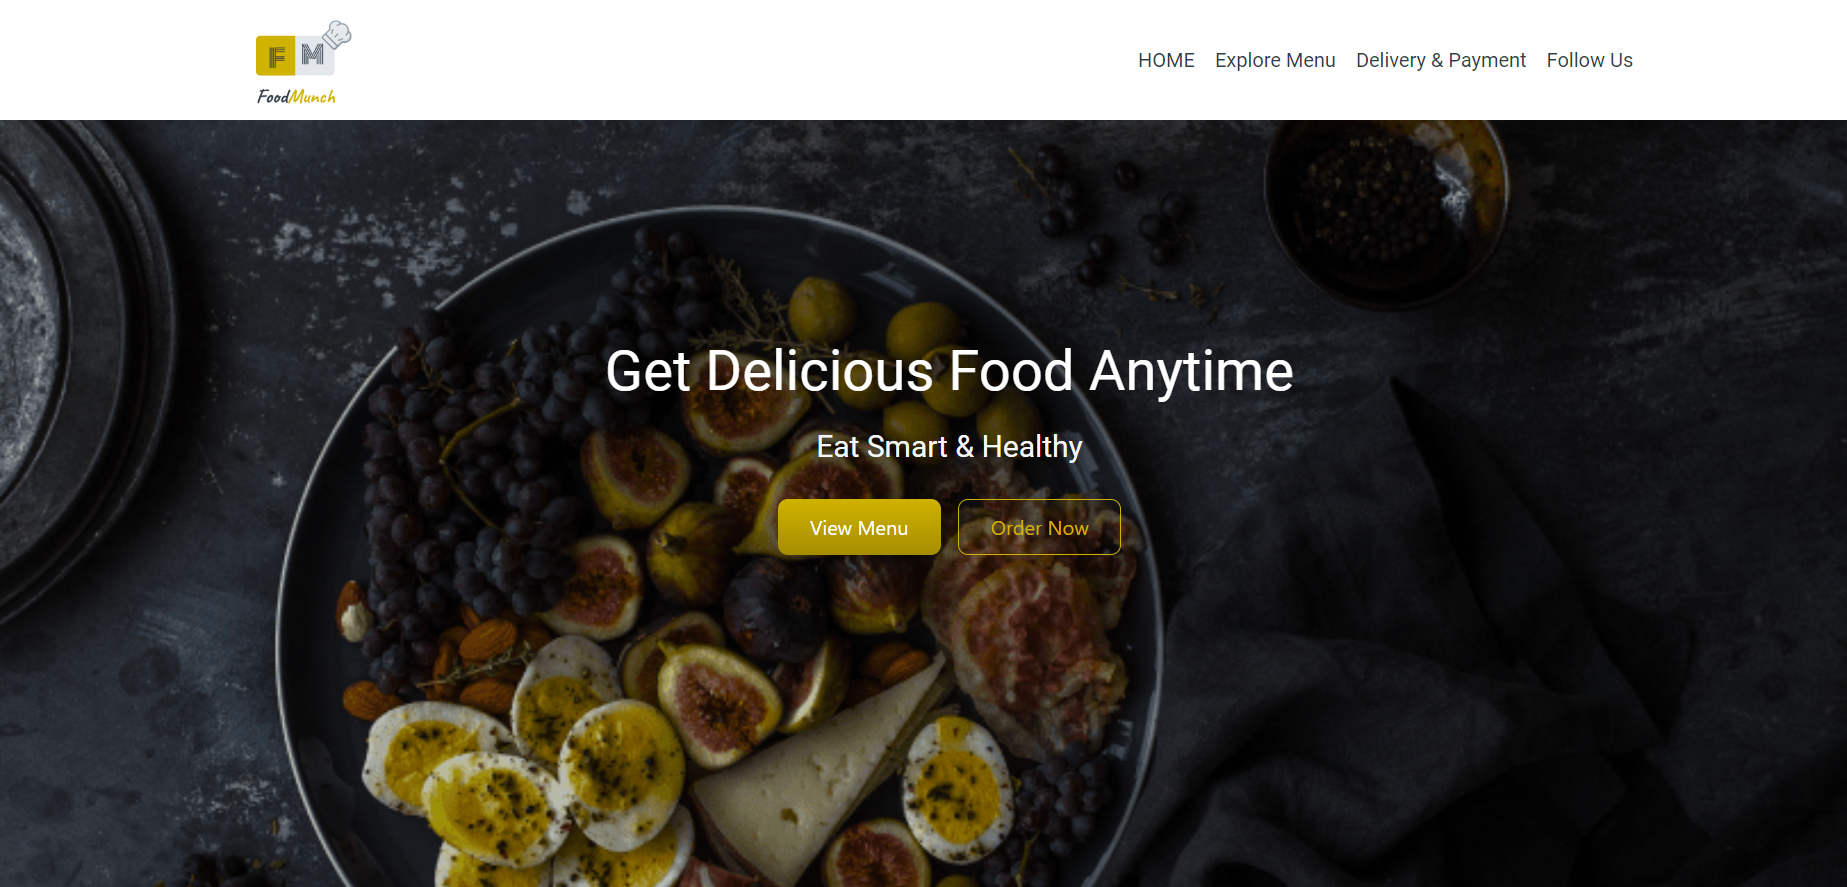 F M
FoodMunch
HOME Explore Menu Delivery & Payment Follow Us
Get Delicious Food Anytime
Eat Smart & Healthy
View Menu Order Now